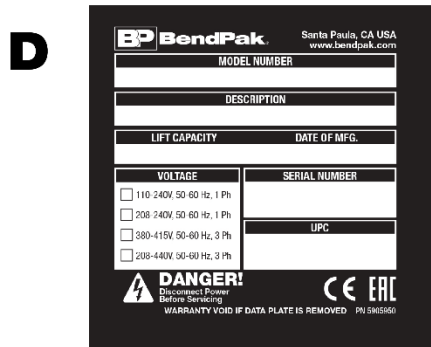 D
BP BendPak.
Santa Paula, CA USA
www.bendpak.com
MODEL NUMBER
DESCRIPTION
LIFT CAPACITY DATE OF MFG.
VOLTAGE
110-240V, 50-60 Hz, 1 Ph
208-240V, 50-60 Hz, 1 Ph
380-415V, 50-60 Hz, 3 Ph
208-440V, 50-60 Hz, 3 Ph
SERIAL NUMBER
UPC
DANGER!
Disconnect Power
Before Servicing
CE EAC
WARRANTY VOID IF DATA PLATE IS REMOVED PN 5905950